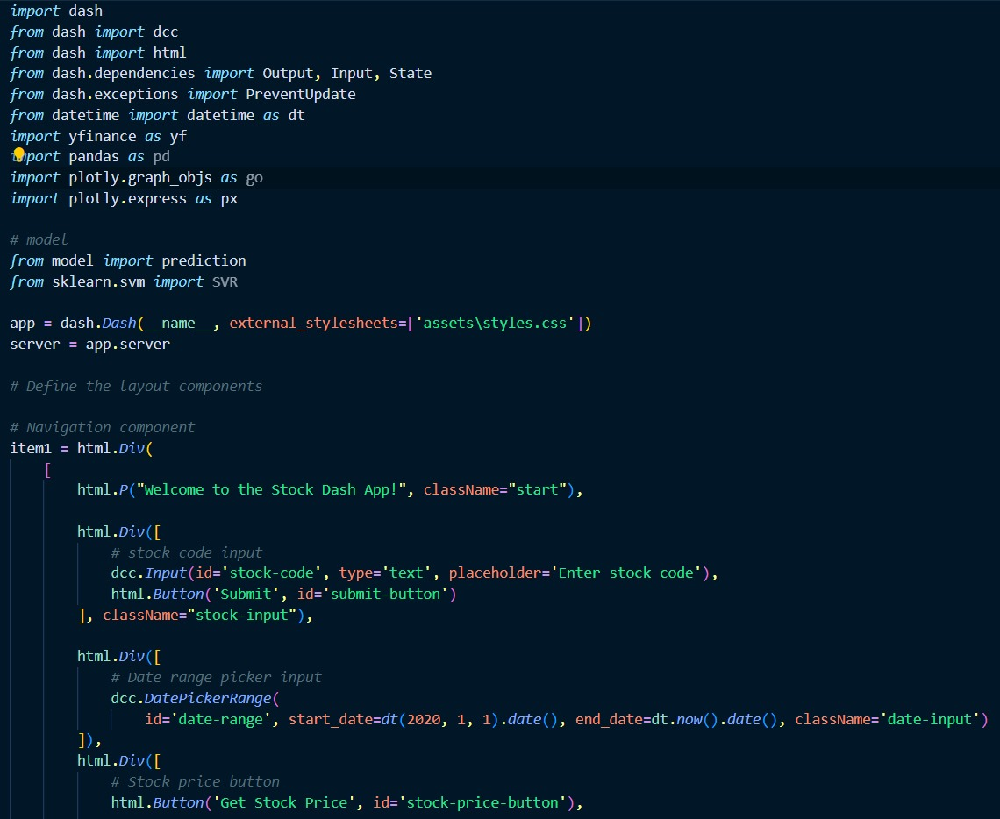 import dash
from dash import dcc
from dash import html
from dash.dependencies import Output, Input, State
from dash.exceptions import PreventUpdate
from datetime import datetime as dt
import yfinance as yf
import pandas as pd
import plotly.graph_objs as go
import plotly.express as px

# model
from model import prediction
from sklearn.svm import SVR

app = dash.Dash(__name__, external_stylesheets=['assets\styles.css'])
server = app.server

# Define the layout components

# Navigation component
item1 = html.Div(
    [
        html.P("Welcome to the Stock Dash App!", className="start"),

        html.Div([
            # stock code input
            dcc.Input(id='stock-code', type='text', placeholder='Enter stock code'),
            html.Button('Submit', id='submit-button')
        ], className="stock-input"),

        html.Div([
            # Date range picker input
            dcc.DatePickerRange(
                id='date-range', start_date=dt(2020, 1, 1).date(), end_date=dt.now().date(), className='date-input')
        ]),
        html.Div([
            # Stock price button
            html.Button('Get Stock Price', id='stock-price-button'),